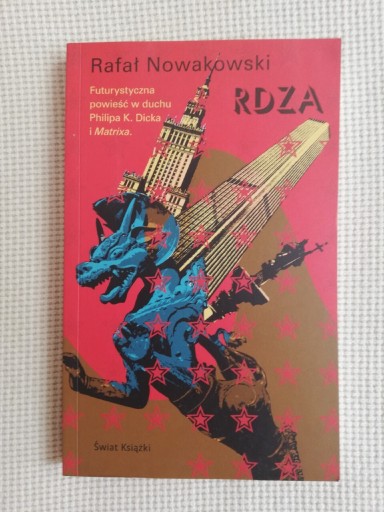 Rafał Nowakowski
RDZA
Futurystyczna
powieść w duchu
Philipa K. Dicka
i Matrixa.
Świat Książki